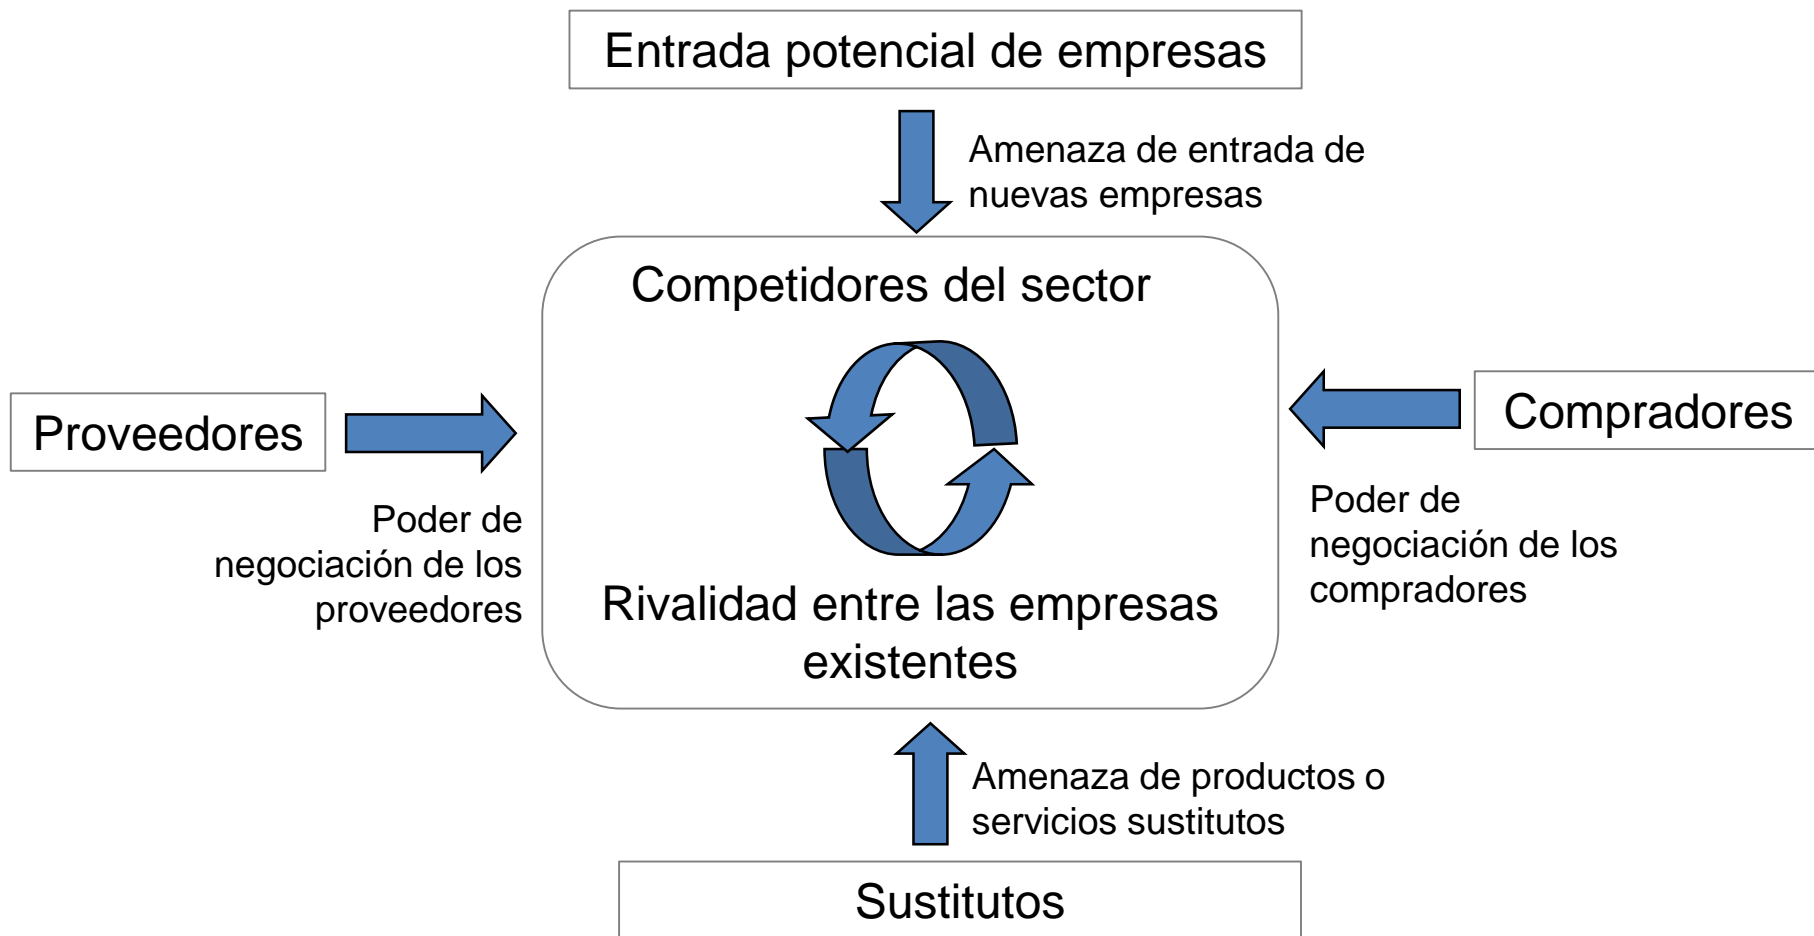 Entrada potencial de empresas
Amenaza de entrada de
nuevas empresas
Competidores del sector
Proveedores
Compradores
Poder de
negociación de los
proveedores
Poder de
negociación de los
compradores
Rivalidad entre las empresas
existentes
Amenaza de productos o
servicios sustitutos
Sustitutos